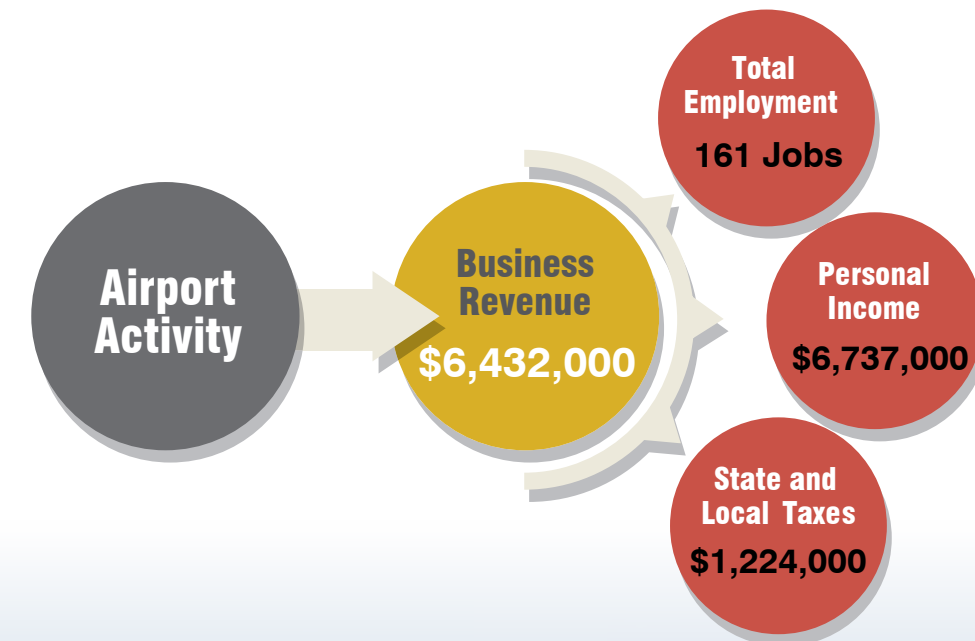 Airport
Activity
Business
Revenue
$6,432,000
Total
Employment
161 Jobs
Personal
Income
$6,737,000
State and
Local Taxes
$1,224,000